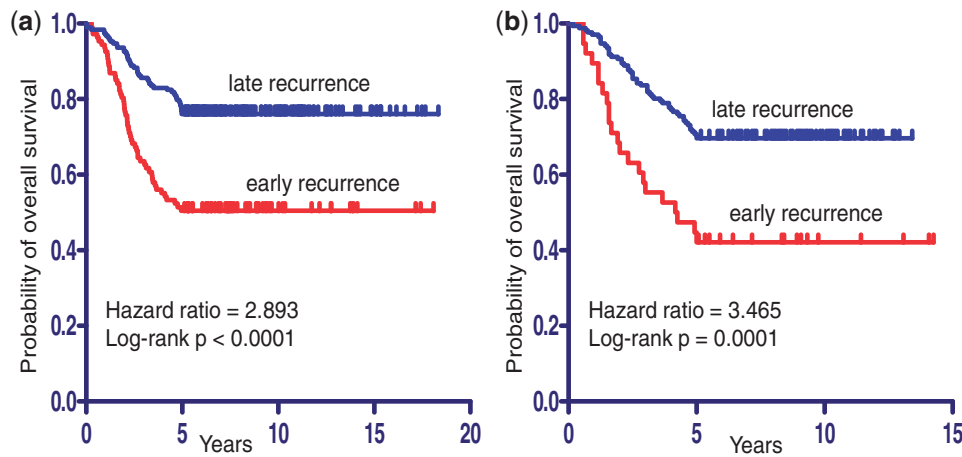 (a)
Probability of overall survival
1.0
0.8
0.6
0.4
0.2
0.0
late recurrence
early recurrence
Hazard ratio = 2.893
Log-rank p < 0.0001
0 5 10 15 20
Years
(b)
Probability of overall survival
1.0
0.8
0.6
0.4
0.2
0.0
late recurrence
early recurrence
Hazard ratio = 3.465
Log-rank p = 0.0001
0 5 10 15
Years